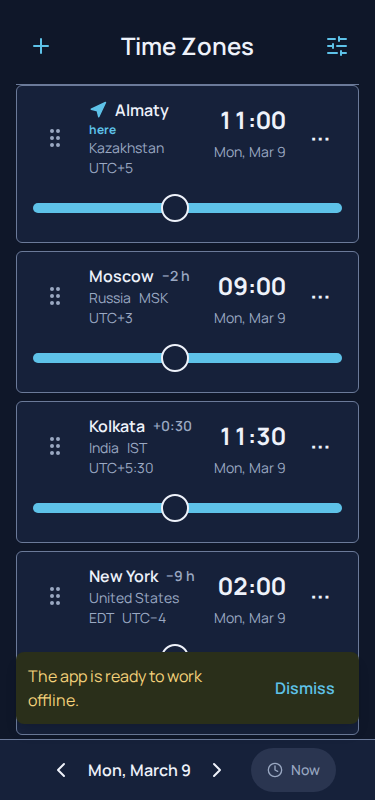 Time Zones
Almaty
here
Kazakhstan
UTC+5
11:00
Mon, Mar 9
Moscow −2 h
Russia MSK
UTC+3
09:00
Mon, Mar 9
Kolkata +0:30
India IST
UTC+5:30
11:30
Mon, Mar 9
New York −9 h
United States
EDT UTC−4
02:00
Mon, Mar 9
The app is ready to work
offline.
Dismiss
Mon, March 9
Now